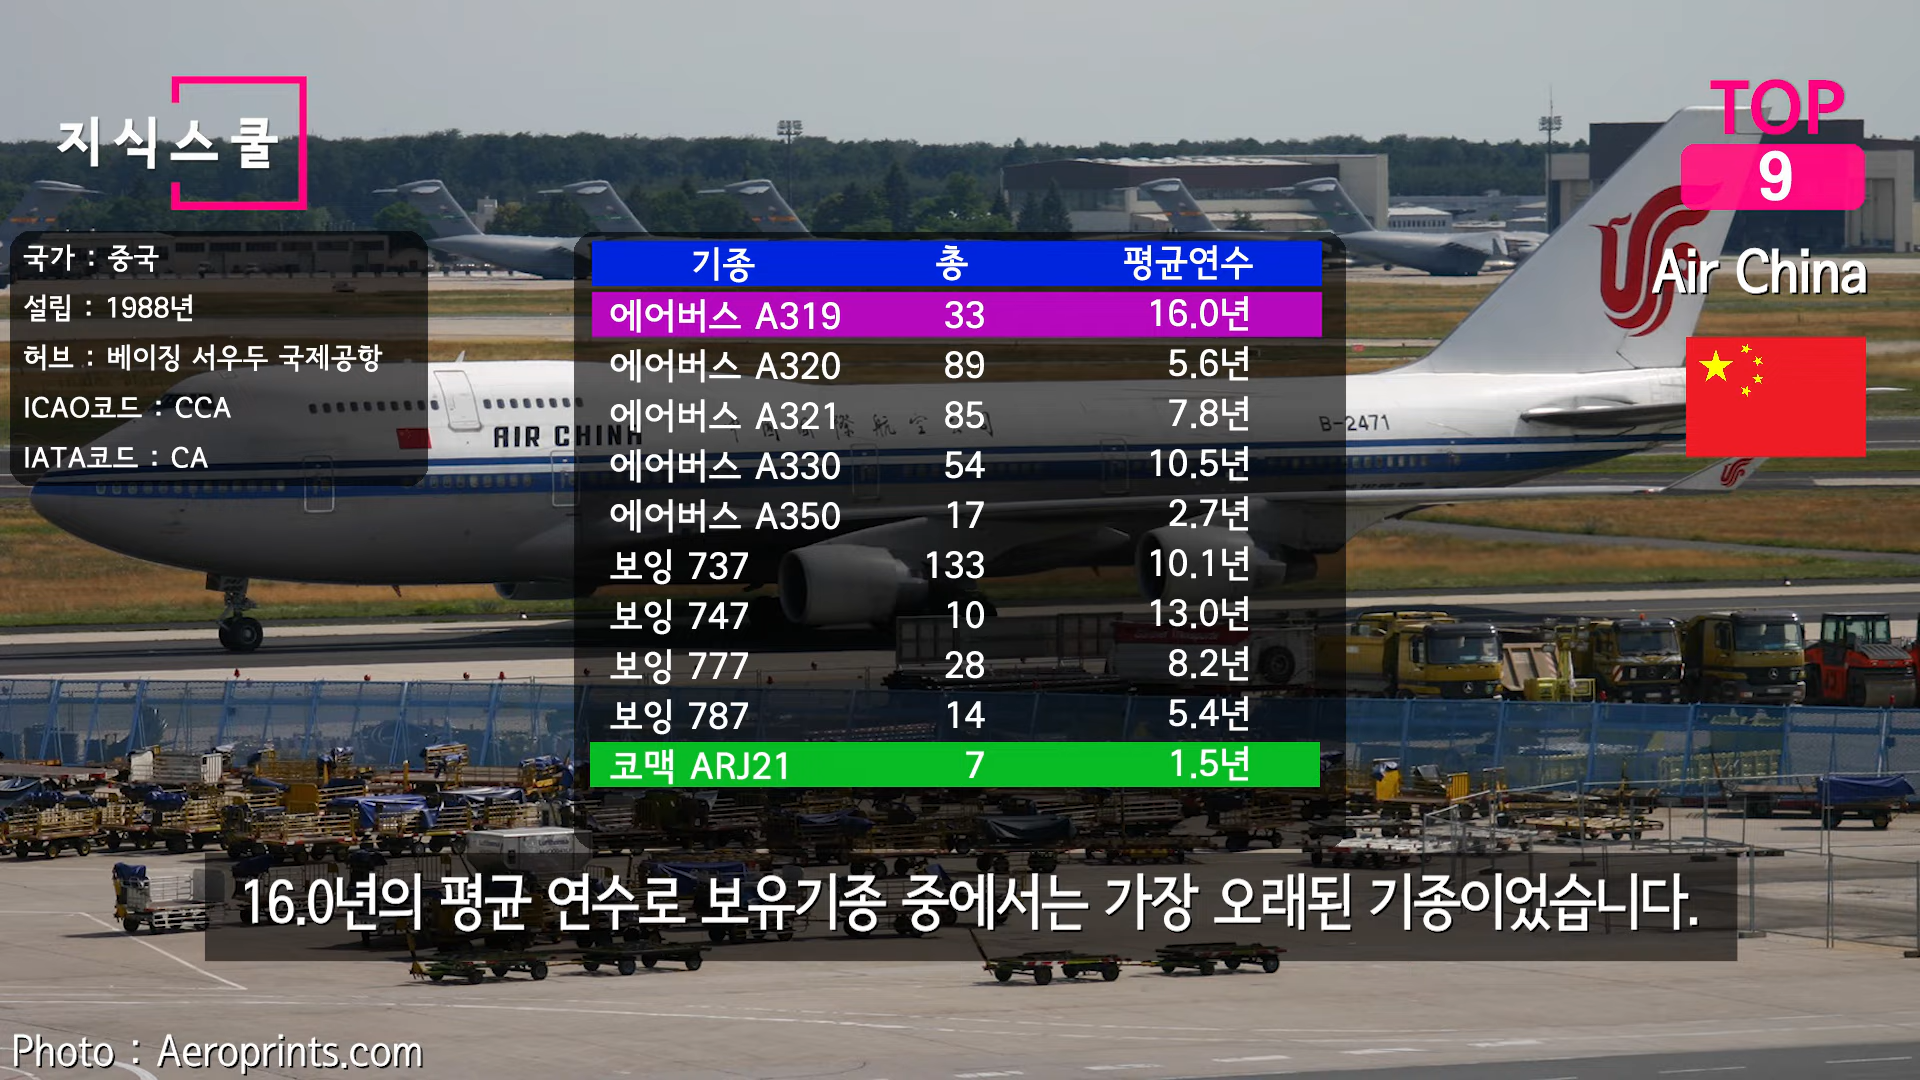 지식스쿨
TOP
9
Air China
국가 : 중국
설립 : 1988년
허브 : 베이징 서우두 국제공항
ICAO코드 : CCA
IATA코드 : CA
기종 총 평균연수
에어버스 A319 33 16.0년
에어버스 A320 89 5.6년
에어버스 A321 85 7.8년
에어버스 A330 54 10.5년
에어버스 A350 17 2.7년
보잉 737 133 10.1년
보잉 747 10 13.0년
보잉 777 28 8.2년
보잉 787 14 5.4년
코맥 ARJ21 7 1.5년
AIR CHINA
中國國際航空公司
B-2471
16.0년의 평균 연수로 보유기종 중에서는 가장 오래된 기종이었습니다.
Photo : Aeroprints.com